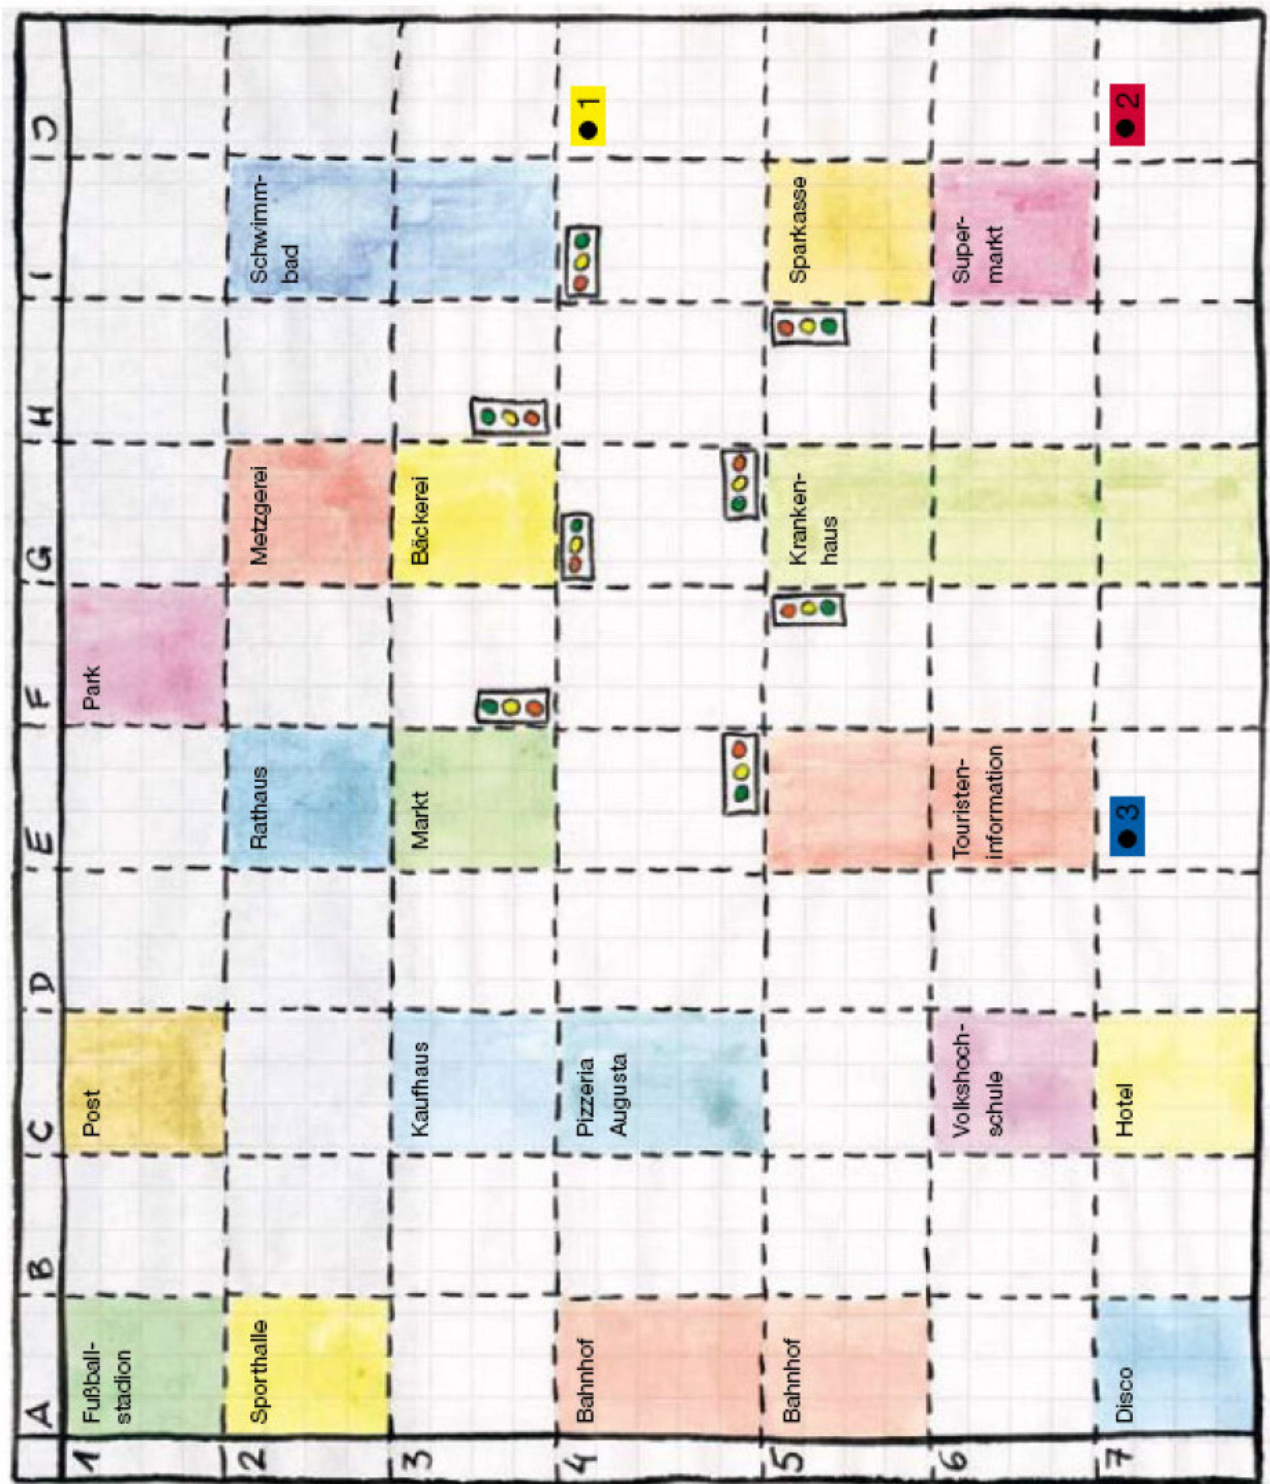 A B C D E F G H I J
1
Fußball-
stadion
Post
Park
2
Sporthalle
Rathaus
Metzgerei
Schwimm-
bad
3
Kaufhaus
Markt
Bäckerei
4
Bahnhof
Pizzeria
Augusta
1
5
Bahnhof
Kranken-
haus
Sparkasse
6
Volkshoch-
schule
Touristen-
information
Super-
markt
7
Disco
Hotel
3
2